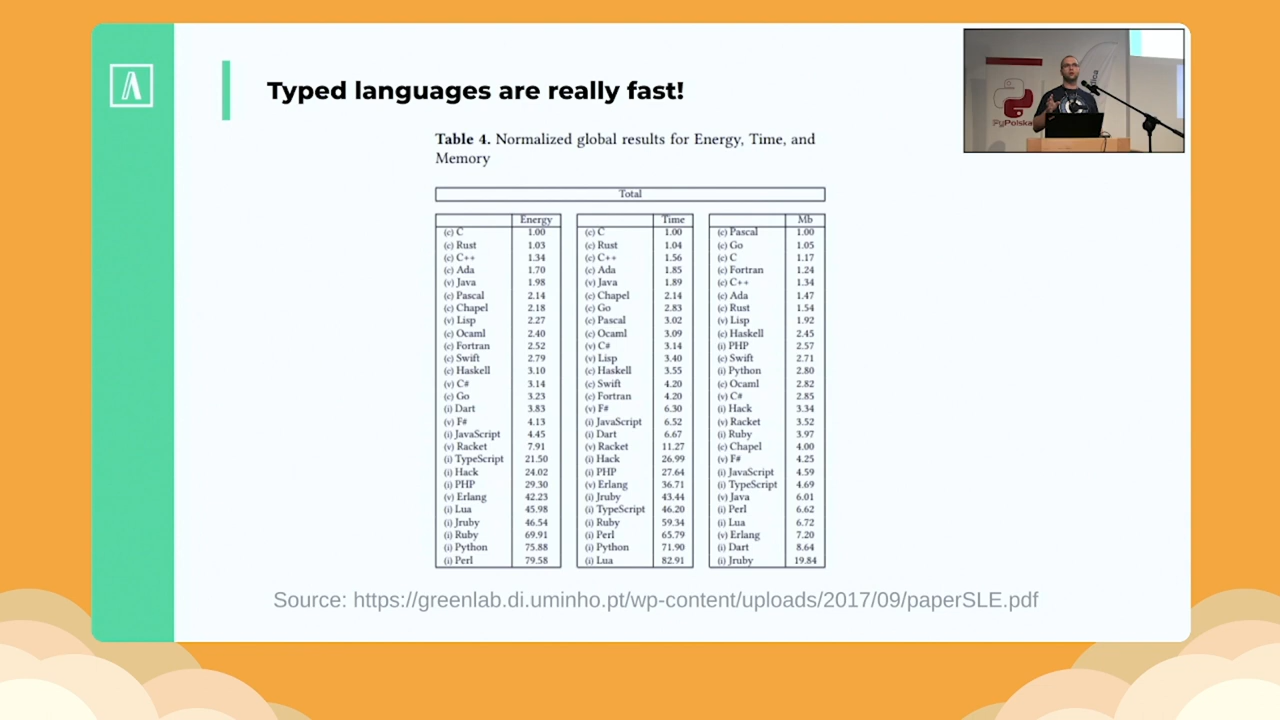 Typed languages are really fast!
PyPolska
Table 4. Normalized global results for Energy, Time, and
Memory
Total
Energy
(c) C 1.00
(c) Rust 1.03
(c) C++ 1.34
(c) Ada 1.70
(v) Java 1.98
(c) Pascal 2.14
(c) Chapel 2.18
(v) Lisp 2.27
(c) Ocaml 2.40
(c) Fortran 2.52
(c) Swift 2.79
(c) Haskell 3.10
(v) C# 3.14
(c) Go 3.23
(i) Dart 3.83
(v) F# 4.13
(i) JavaScript 4.45
(v) Racket 7.91
(i) TypeScript 21.50
(i) Hack 24.02
(i) PHP 29.30
(v) Erlang 42.23
(i) Lua 45.98
(i) Jruby 46.54
(i) Ruby 69.91
(i) Python 75.88
(i) Perl 79.58
Time
(c) C 1.00
(c) Rust 1.04
(c) C++ 1.56
(c) Ada 1.85
(v) Java 1.89
(c) Chapel 2.14
(c) Go 2.83
(c) Pascal 3.02
(c) Ocaml 3.09
(v) C# 3.14
(v) Lisp 3.40
(c) Haskell 3.55
(c) Swift 4.20
(c) Fortran 4.20
(v) F# 6.30
(i) JavaScript 6.52
(i) Dart 6.67
(v) Racket 11.27
(i) Hack 26.99
(i) PHP 27.64
(v) Erlang 36.71
(i) Jruby 43.44
(i) TypeScript 46.20
(i) Ruby 59.34
(i) Perl 65.79
(i) Python 71.90
(i) Lua 82.91
Mb
(c) Pascal 1.00
(c) Go 1.05
(c) C 1.17
(c) Fortran 1.24
(c) C++ 1.34
(c) Ada 1.47
(c) Rust 1.54
(v) Lisp 1.92
(c) Haskell 2.45
(i) PHP 2.57
(c) Swift 2.71
(i) Python 2.80
(c) Ocaml 2.82
(v) C# 2.85
(i) Hack 3.34
(v) Racket 3.52
(i) Ruby 3.97
(c) Chapel 4.00
(v) F# 4.25
(i) JavaScript 4.59
(i) TypeScript 4.69
(v) Java 6.01
(i) Perl 6.62
(i) Lua 6.72
(v) Erlang 7.20
(i) Dart 8.64
(i) Jruby 19.84
Source: https://greenlab.di.uminho.pt/wp-content/uploads/2017/09/paperSLE.pdf